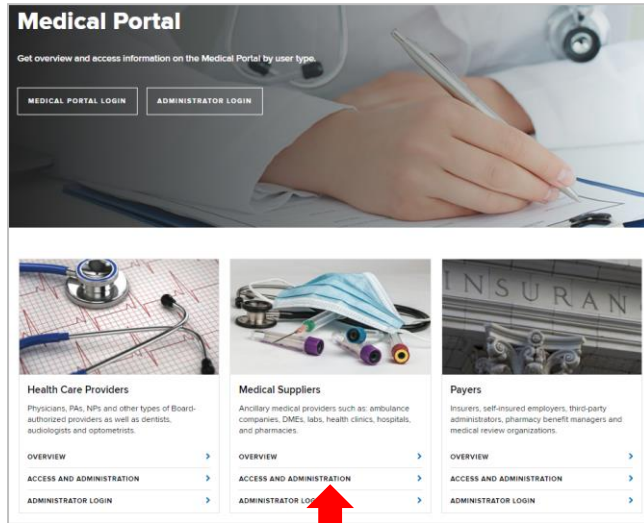 Medical Portal
Get overview and access information on the Medical Portal by user type.
MEDICAL PORTAL LOGIN
ADMINISTRATOR LOGIN
INSURAN
Health Care Providers
Physicians, PAs, NPs and other types of Board-
authorized providers as well as dentists,
audiologists and optometrists.
OVERVIEW
ACCESS AND ADMINISTRATION
ADMINISTRATOR LOGIN
Medical Suppliers
Ancillary medical providers such as: ambulance
companies, DMEs, labs, health clinics, hospitals,
and pharmacies.
OVERVIEW
ACCESS AND ADMINISTRATION
ADMINISTRATOR LOG
Payers
Insurers, self-insured employers, third-party
administrators, pharmacy benefit managers and
medical review organizations.
OVERVIEW
ACCESS AND ADMINISTRATION
ADMINISTRATOR LOGIN